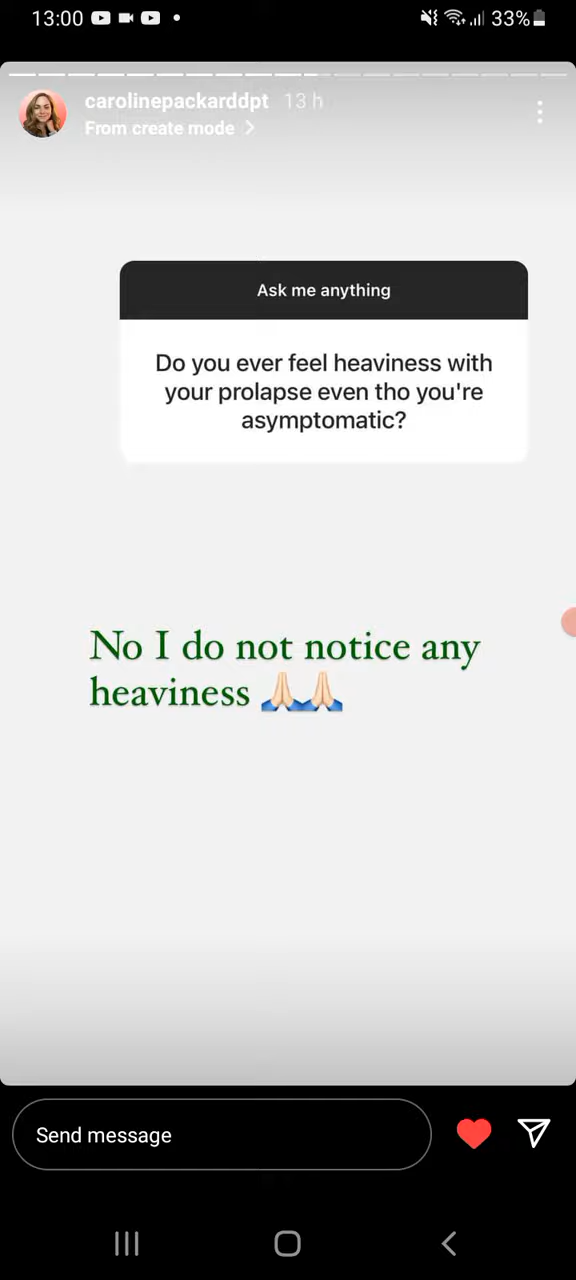 13:00 33%
carolinepackarddpt 13 h
From create mode
Ask me anything
Do you ever feel heaviness with
your prolapse even tho you're
asymptomatic?
No I do not notice any
heaviness 🙏🏻🙏🏻
Send message